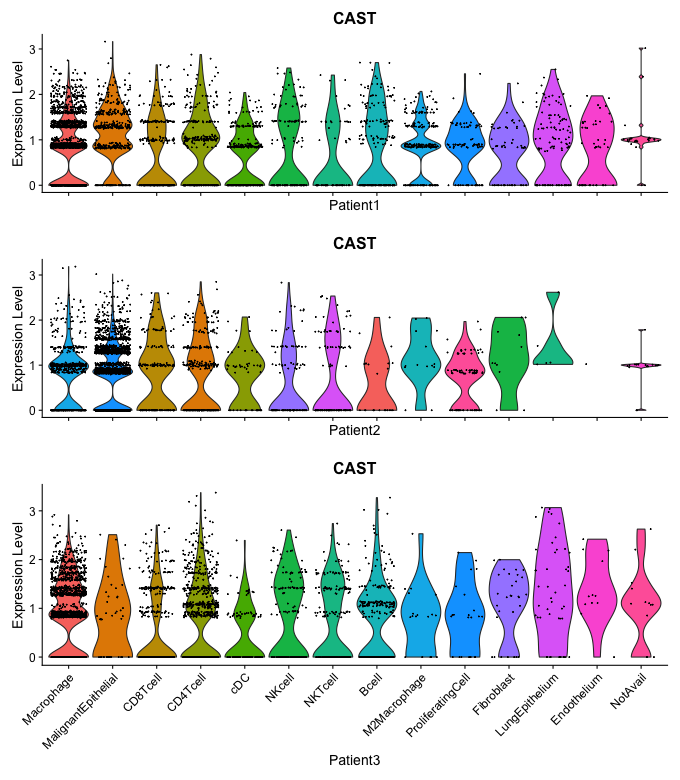 CAST
Expression Level
3
2
1
0
Patient1
CAST
Expression Level
3
2
1
0
Patient2
CAST
Expression Level
3
2
1
0
Macrophage
MalignantEpithelial
CD8Tcell
CD4Tcell
cDC
NKcell
NKTcell
Bcell
M2Macrophage
ProliferatingCell
Fibroblast
LungEpithelium
Endothelium
NotAvail
Patient3